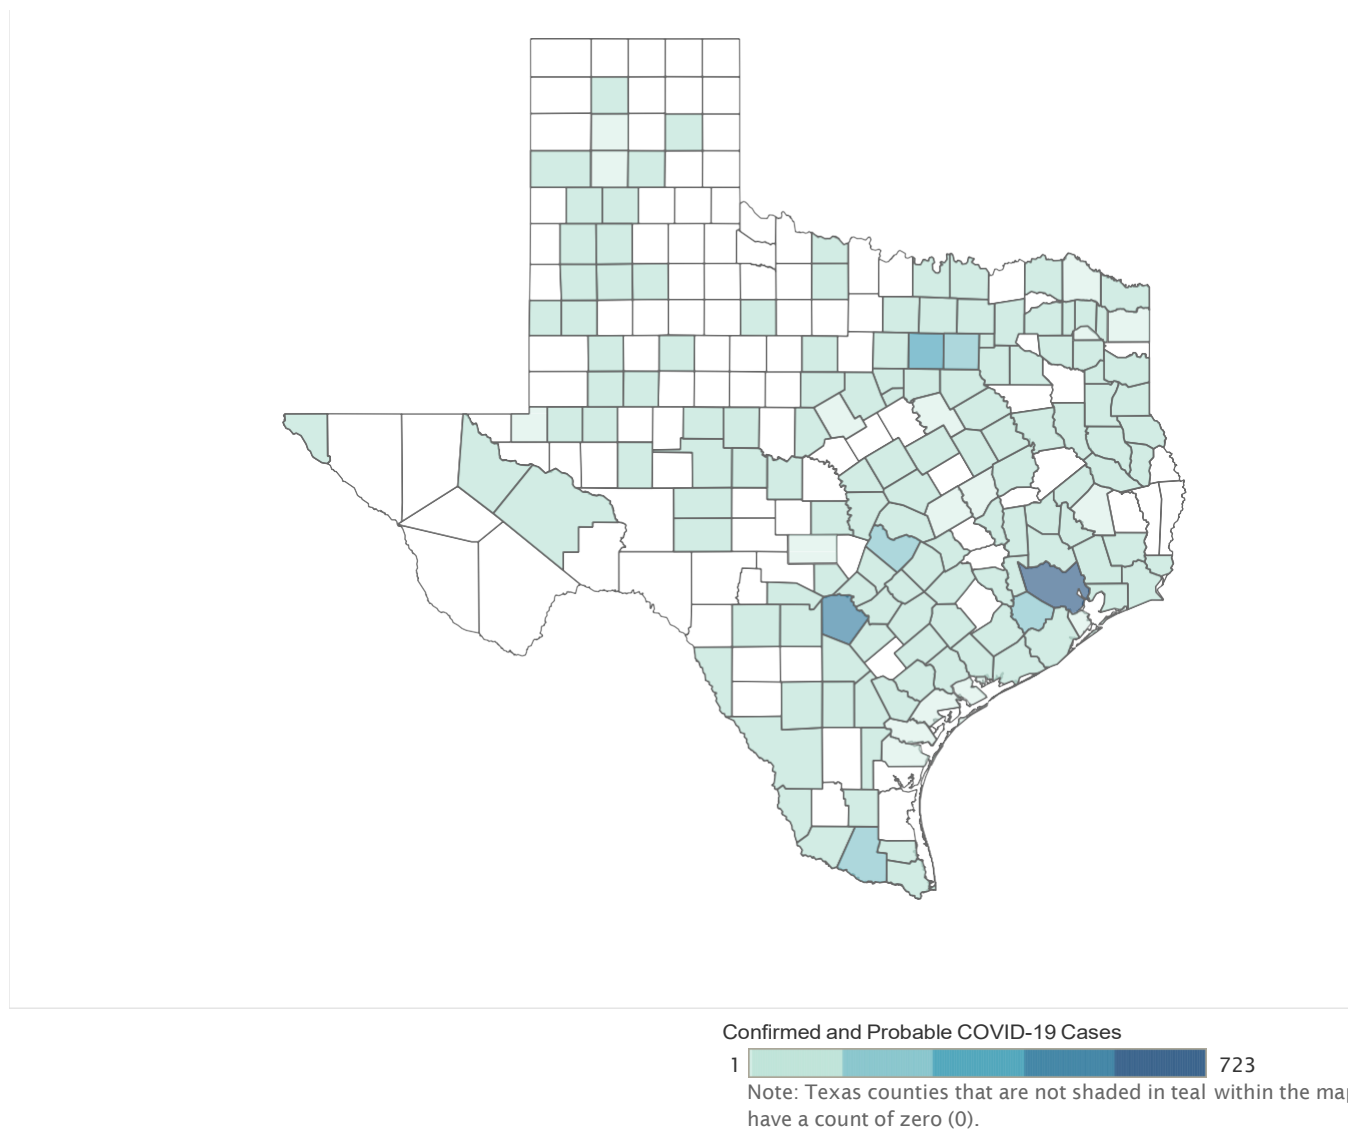 Confirmed and Probable COVID-19 Cases
1 723
Note: Texas counties that are not shaded in teal within the
have a count of zero (0).